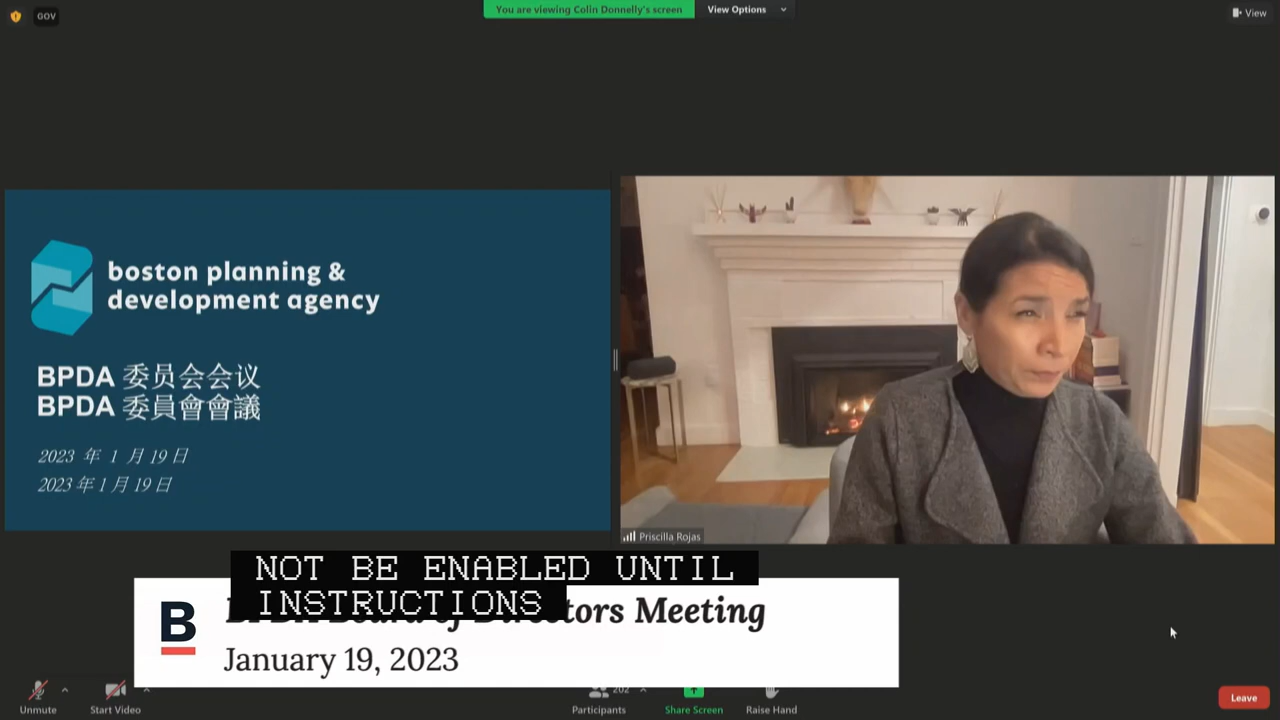 GOV
You are viewing Colin Donnelly's screen
View Options
View
boston planning &
development agency
BPDA 委员会会议
BPDA 委員會會議
2023 年 1 月 19 日
2023 年 1 月 19 日
Priscilla Rojas
NOT BE ENABLED UNTIL
INSTRUCTIONS
Meeting
B
January 19, 2023
Unmute
Start Video
202
Participants
Share Screen
Raise Hand
Leave